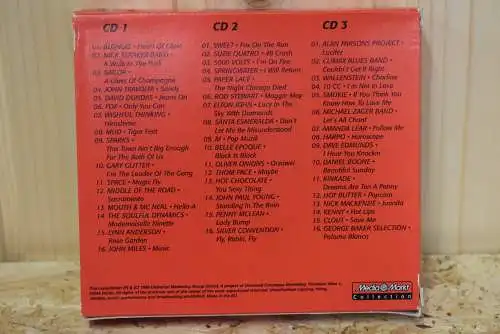 CD 1
01. BLONDIE • Heart Of Glass
02. NICK STRAKER BAND •
A Walk In The Park
03. SAILOR •
A Glass Of Champagne
04. JOHN TRAVOLTA • Sandy
05. DAVID DUNDAS • Jeans On
06. FOX • Only You Can
07. WISHFUL THINKING •
Hiroshima
08. MUD • Tiger Feet
09. SPARKS •
This Town Ain't Big Enough
For The Both Of Us
10. GARY GLITTER •
I'm The Leader Of The Gang
11. SPACE • Magic Fly
12. MIDDLE OF THE ROAD •
Sacramento
13. MOUTH & MC NEAL • Hello-A
14. THE SOULFUL DYNAMICS •
Mademoiselle Ninette
15. LYNN ANDERSON •
Rose Garden
16. JOHN MILES • Music
CD 2
01. SWEET • Fox On The Run
02. SUZIE QUATRO • 48 Crash
03. 5000 VOLTS • I'm On Fire
04. SPRINGWATER • I Will Return
05. PAPER LACE •
The Night Chicago Died
06. ROD STEWART • Maggie May
07. ELTON JOHN • Lucy In The
Sky With Diamonds
08. SANTA ESMERALDA • Don't
Let Me Be Misunderstood
09. M • Pop Muzik
10. BELLE EPOQUE •
Black Is Black
11. OLIVER ONIONS • Orzowei
12. THOM PACE • Maybe
13. HOT CHOCOLATE •
You Sexy Thing
14. JOHN PAUL YOUNG •
Standing In The Rain
15. PENNY MCLEAN •
Lady Bump
16. SILVER CONVENTION •
Fly, Robin, Fly
CD 3
01. ALAN PARSONS PROJECT •
Lucifer
02. CLIMAX BLUES BAND •
Couldn't Get It Right
03. WALLENSTEIN • Charline
04. 10 CC • I'm Not In Love
05. SMOKIE • If You Think You
Know How To Love Me
06. MICHAEL ZAGER BAND •
Let's All Chant
07. AMANDA LEAR • Follow Me
08. HARPO • Horoscope
09. DAVE EDMUNDS •
I Hear You Knockin
10. DANIEL BOONE •
Beautiful Sunday
11. KINKADE •
Dreams Are Ten A Penny
12. HOT BUTTER • Popcorn
13. NICK MACKENZIE • Juanita
14. KENNY • Hot Lips
15. CLOUT • Save Me
16. GEORGE BAKER SELECTION •
Paloma Blanca
Media Markt
Collection